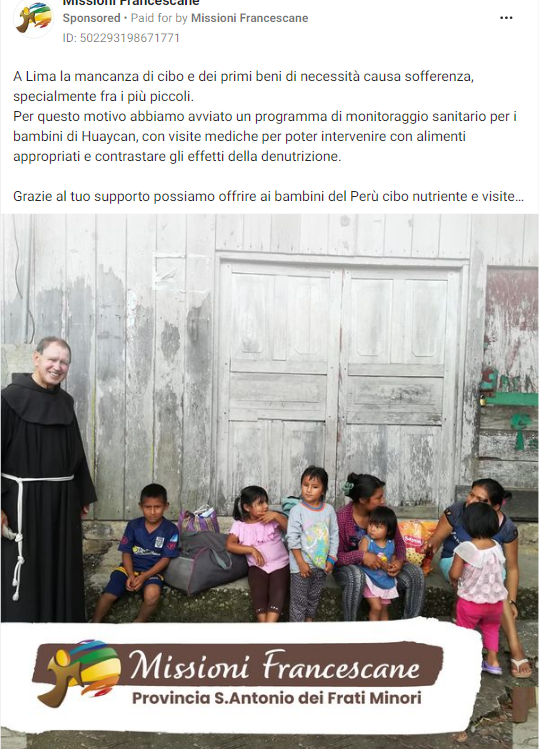 Missioni Francescane
Sponsored • Paid for by Missioni Francescane
ID: 502293198671771
A Lima la mancanza di cibo e dei primi beni di necessità causa sofferenza,
specialmente fra i più piccoli.
Per questo motivo abbiamo avviato un programma di monitoraggio sanitario per i
bambini di Huaycan, con visite mediche per poter intervenire con alimenti
appropriati e contrastare gli effetti della denutrizione.
Grazie al tuo supporto possiamo offrire ai bambini del Perù cibo nutriente e visite...
Missioni Francescane
Provincia S.Antonio dei Frati Minori